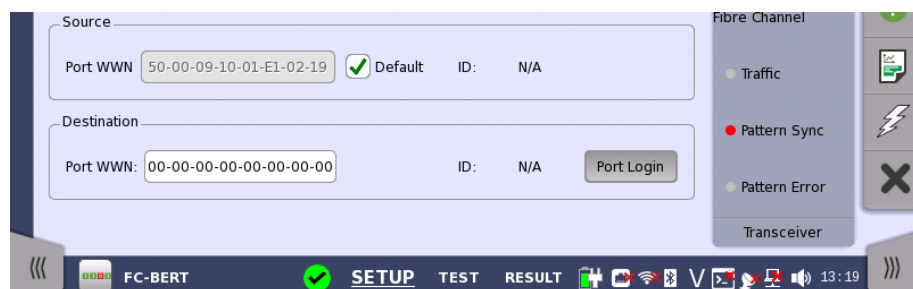 Source
Port WWN 50-00-09-10-01-E1-02-19 Default ID: N/A
Destination
Port WWN: 00-00-00-00-00-00-00-00 ID: N/A Port Login
Fibre Channel
Traffic
Pattern Sync
Pattern Error
Transceiver
FC-BERT SETUP TEST RESULT V 13:19